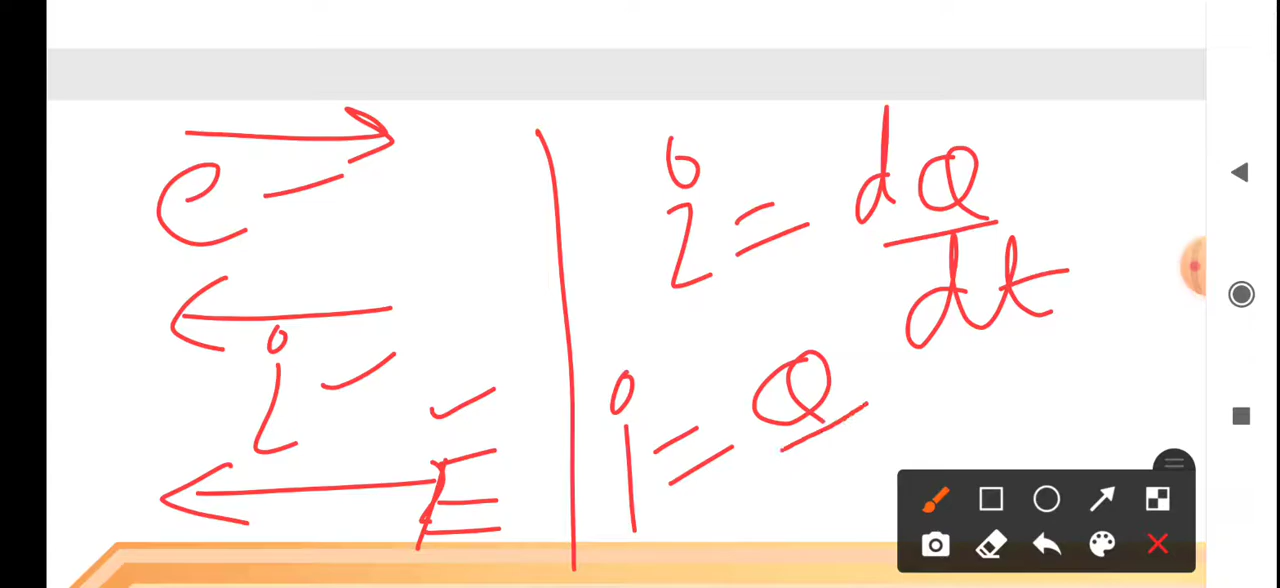 e -
i
E
i = dQ
dt
i = Q